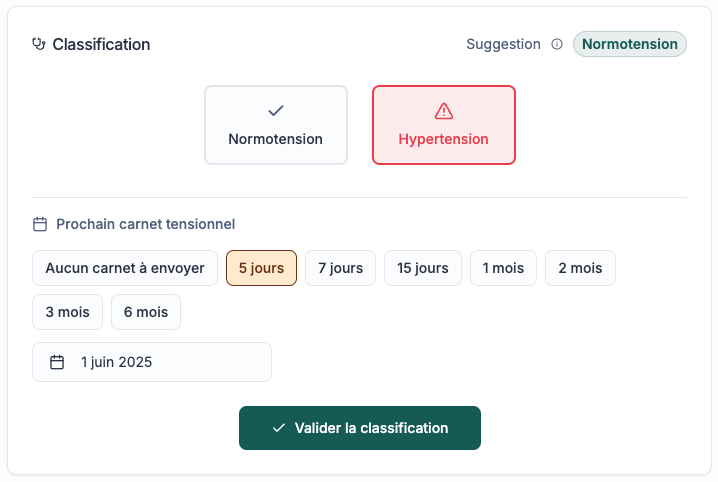 Classification
Suggestion Normotension
Normotension Hypertension
Prochain carnet tensionnel
Aucun carnet à envoyer 5 jours 7 jours 15 jours 1 mois 2 mois
3 mois 6 mois
1 juin 2025
Valider la classification